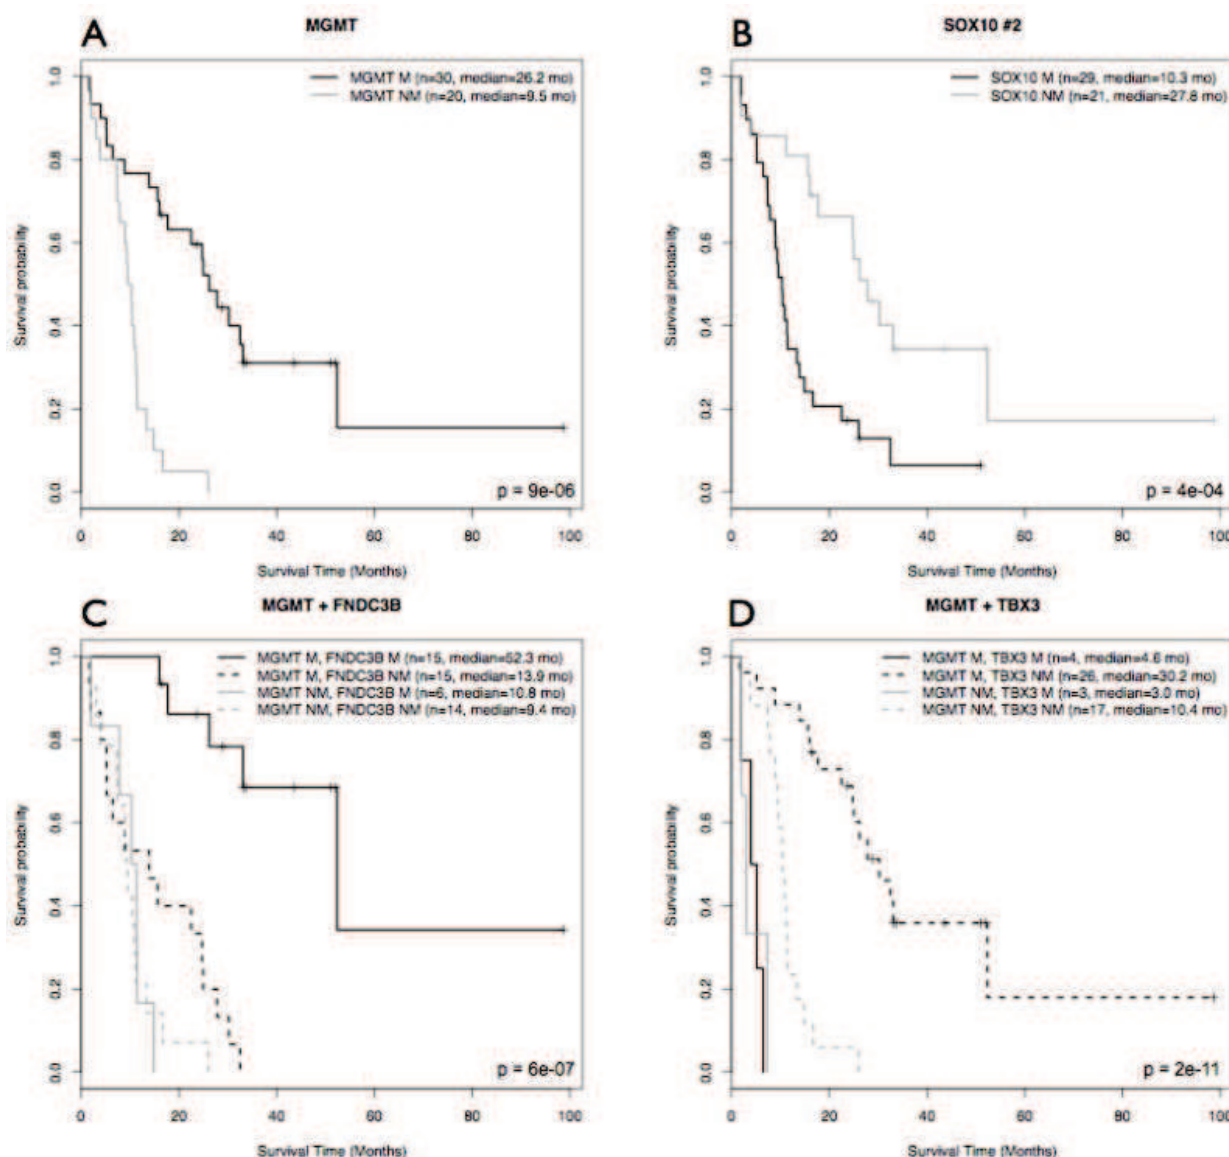 A
MGMT
MGMT M (n=30, median=26.2 mo)
MGMT NM (n=20, median=9.5 mo)
Survival probability
1.0
0.8
0.6
0.4
0.2
0.0
p = 9e-06
0 20 40 60 80 100
Survival Time (Months)
B
SOX10 #2
SOX10 M (n=29, median=10.3 mo)
SOX10 NM (n=21, median=27.8 mo)
Survival probability
1.0
0.8
0.6
0.4
0.2
0.0
p = 4e-04
0 20 40 60 80 100
Survival Time (Months)
C
MGMT + FNDC3B
MGMT M, FNDC3B M (n=15, median=52.3 mo)
MGMT M, FNDC3B NM (n=15, median=13.9 mo)
MGMT NM, FNDC3B M (n=6, median=10.8 mo)
MGMT NM, FNDC3B NM (n=14, median=9.4 mo)
Survival probability
1.0
0.8
0.6
0.4
0.2
0.0
p = 6e-07
0 20 40 60 80 100
Survival Time (Months)
D
MGMT + TBX3
MGMT M, TBX3 M (n=4, median=4.6 mo)
MGMT M, TBX3 NM (n=26, median=30.2 mo)
MGMT NM, TBX3 M (n=3, median=3.0 mo)
MGMT NM, TBX3 NM (n=17, median=10.4 mo)
Survival probability
1.0
0.8
0.6
0.4
0.2
0.0
p = 2e-11
0 20 40 60 80 100
Survival Time (Months)